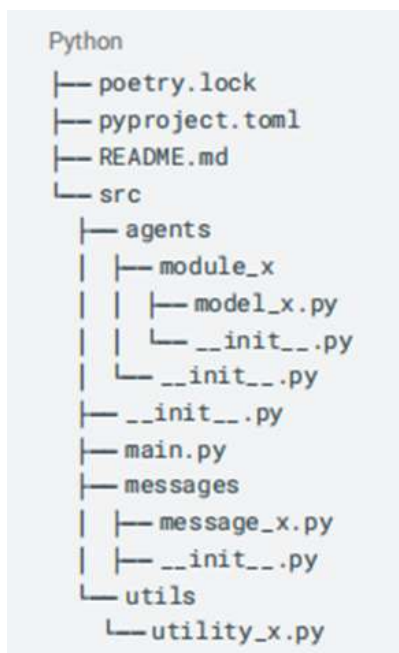 Python
├── poetry.lock
├── pyproject.toml
├── README.md
└── src
    ├── agents
    │   ├── module_x
    │   │   ├── model_x.py
    │   │   └── __init__.py
    │   └── __init__.py
    ├── __init__.py
    ├── main.py
    ├── messages
    │   ├── message_x.py
    │   ├── __init__.py
    └── utils
        └── utility_x.py